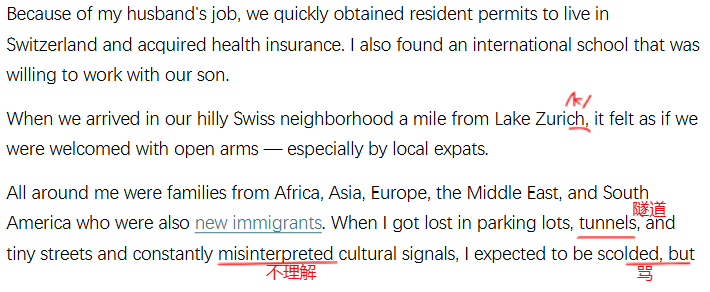 Because of my husband's job, we quickly obtained resident permits to live in
Switzerland and acquired health insurance. I also found an international school that was
willing to work with our son.
/k/
When we arrived in our hilly Swiss neighborhood a mile from Lake Zurich, it felt as if we
were welcomed with open arms — especially by local expats.
All around me were families from Africa, Asia, Europe, the Middle East, and South
隧道
America who were also new immigrants. When I got lost in parking lots, tunnels, and
tiny streets and constantly misinterpreted cultural signals, I expected to be scolded, but
不理解 骂